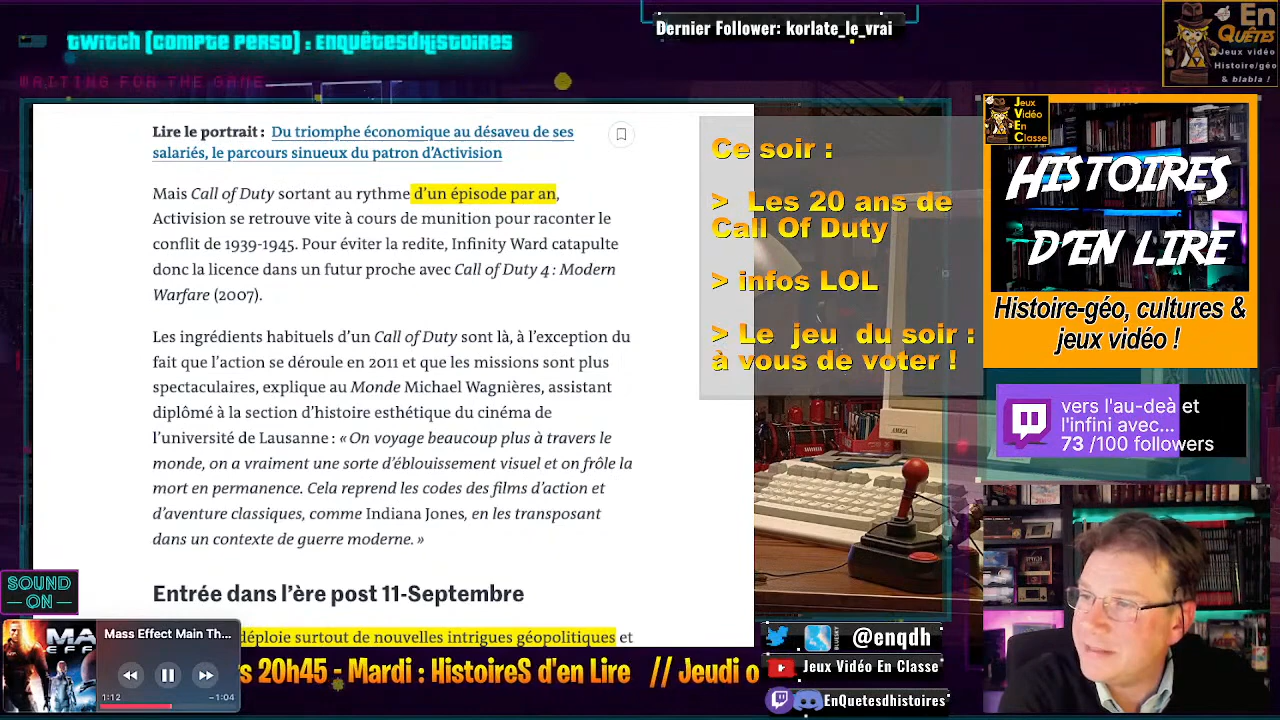 Dernier Follower: korlate_le_vrai
TWITCH (COMPTE PERSO) : ENQUÊTESDHISTOIRES
WAITING FOR THE GAME
En
QUÊTES
Jeux vidéo
Histoire/géo
& blabla !
Lire le portrait : Du triomphe économique au désaveu de ses
salariés, le parcours sinueux du patron d’Activision
Mais Call of Duty sortant au rythme d’un épisode par an,
Activision se retrouve vite à cours de munition pour raconter le
conflit de 1939-1945. Pour éviter la redite, Infinity Ward catapulte
donc la licence dans un futur proche avec Call of Duty 4 : Modern
Warfare (2007).
Les ingrédients habituels d’un Call of Duty sont là, à l’exception du
fait que l’action se déroule en 2011 et que les missions sont plus
spectaculaires, explique au Monde Michael Wagnières, assistant
diplômé à la section d’histoire esthétique du cinéma de
l’université de Lausanne : « On voyage beaucoup plus à travers le
monde, on a vraiment une sorte d’éblouissement visuel et on frôle la
mort en permanence. Cela reprend les codes des films d’action et
d’aventure classiques, comme Indiana Jones, en les transposant
dans un contexte de guerre moderne. »
Entrée dans l’ère post 11-Septembre
déploie surtout de nouvelles intrigues géopolitiques et
Ce soir :
> Les 20 ans de
Call Of Duty
> infos LOL
> Le jeu du soir :
à vous de voter !
AMIGA
Jeux
Vidéo
En
Classe
HISTOIRES
D'EN LIRE
Histoire-géo, cultures &
jeux vidéo !
vers l'au-deà et
l'infini avec...
73 /100 followers
SOUND
ON
MA
EFF
Mass Effect Main Th...
1:12
−1:04
s 20h45 - Mardi : HistoireS d'en Lire // Jeudi o
BLUESKY
@enqdh
Jeux Vidéo En Classe
EnQuetesdhistoires